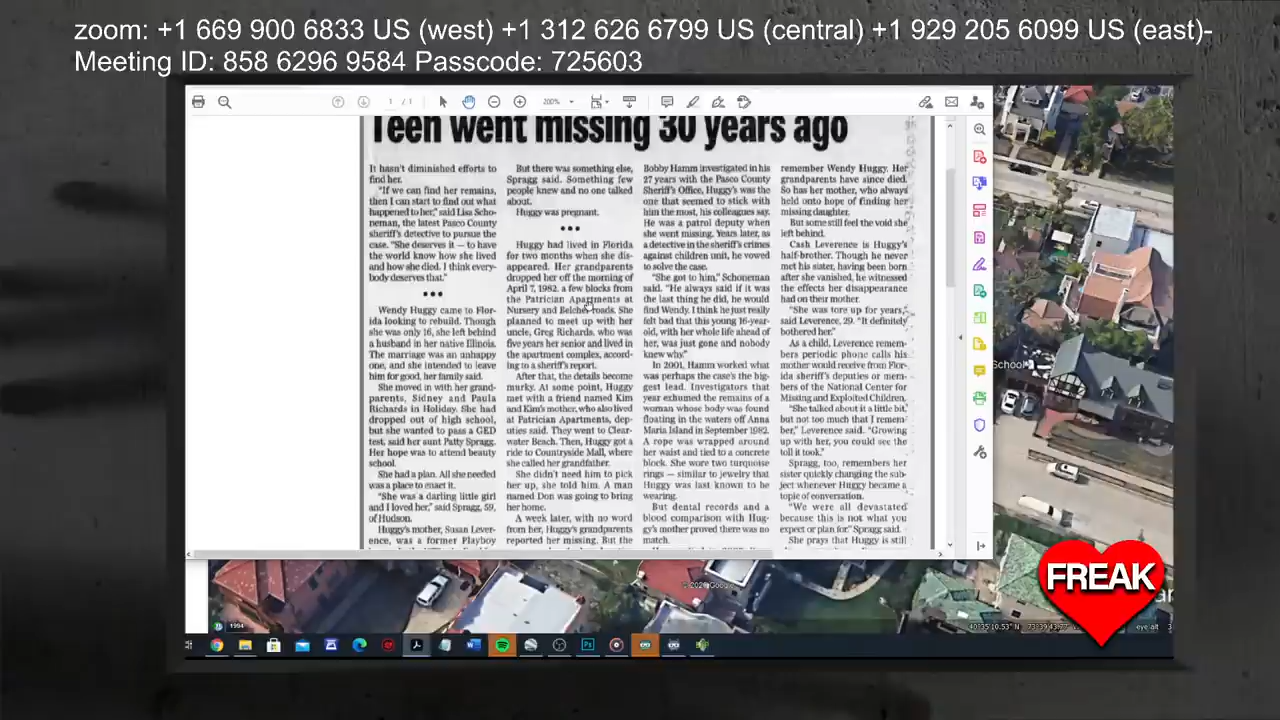 zoom: +1 669 900 6833 US (west) +1 312 626 6799 US (central) +1 929 205 6099 US (east)-
Meeting ID: 858 6296 9584 Passcode: 725603
1 / 1
200%
Teen went missing 30 years ago
It hasn't diminished efforts to
find her.
"If we can find her remains,
then I can start to find out what
happened to her," said Lisa Scho-
neman, the latest Pasco County
sheriff's detective to pursue the
case. "She deserves it — to have
the world know how she lived
and how she died. I think every-
body deserves that."
•••
Wendy Huggy came to Flor-
ida looking to rebuild. Though
she was only 16, she left behind
a husband in her native Illinois.
The marriage was an unhappy
one, and she intended to leave
him for good, her family said.
She moved in with her grand-
parents, Sidney and Paula
Richards in Holiday. She had
dropped out of high school,
but she wanted to pass a GED
test, said her aunt Patty Spragg.
Her hope was to attend beauty
school.
She had a plan. All she needed
was a place to enact it.
"She was a darling little girl
and I loved her," said Spragg, 59,
of Hudson.
Huggy's mother, Susan Lever-
ence, was a former Playboy
But there was something else,
Spragg said. Something few
people knew and no one talked
about.
Huggy was pregnant.
•••
Huggy had lived in Florida
for two months when she dis-
appeared. Her grandparents
dropped her off the morning of
April 7, 1982, a few blocks from
the Patrician Apartments at
Nursery and Belcher roads. She
planned to meet up with her
uncle, Greg Richards, who was
five years her senior and lived in
the apartment complex, accord-
ing to a sheriff's report.
After that, the details become
murky. At some point, Huggy
met with a friend named Kim
and Kim's mother, who also lived
at Patrician Apartments, dep-
uties said. They went to Clear-
water Beach. Then, Huggy got a
ride to Countryside Mall, where
she called her grandfather.
She didn't need him to pick
her up, she told him. A man
named Don was going to bring
her home.
A week later, with no word
from her, Huggy's grandparents
reported her missing. But the
Bobby Hamm investigated in his
27 years with the Pasco County
Sheriff's Office, Huggy's was the
one that seemed to stick with
him the most, his colleagues say.
He was a patrol deputy when
she went missing. Years later, as
a detective in the sheriff's crimes
against children unit, he vowed
to solve the case.
"She got to him," Schoneman
said. "He always said if it was
the last thing he did, he would
find Wendy. I think he just really
felt bad that this young 16-year-
old, with her whole life ahead of
her, was just gone and nobody
knew why."
In 2001, Hamm worked what
was perhaps the case's the big-
gest lead. Investigators that
year exhumed the remains of a
woman whose body was found
floating in the waters off Anna
Maria Island in September 1982.
A rope was wrapped around
her waist and tied to a concrete
block. She wore two turquoise
rings — similar to jewelry that
Huggy was last known to be
wearing.
But dental records and a
blood comparison with Hug-
gy's mother proved there was no
match.
remember Wendy Huggy. Her
grandparents have since died.
So has her mother, who always
held onto hope of finding her
missing daughter.
But some still feel the void she
left behind.
Cash Leverence is Huggy's
half-brother. Though he never
met his sister, having been born
after she vanished, he witnessed
the effects her disappearance
had on their mother.
"She was tore up for years,"
said Leverence, 29. "It definitely
bothered her."
As a child, Leverence remem-
bers periodic phone calls his
mother would receive from Flor-
ida sheriff's deputies or mem-
bers of the National Center for
Missing and Exploited Children.
"She talked about it a little bit,
but not too much that I remem-
ber," Leverence said. "Growing
up with her, you could see the
toll it took."
Spragg, too, remembers her
sister quickly changing the sub-
ject whenever Huggy became a
topic of conversation.
"We were all devastated
because this is not what you
expect or plan for," Spragg said.
She prays that Huggy is still
School
FREAK
1994
eye alt